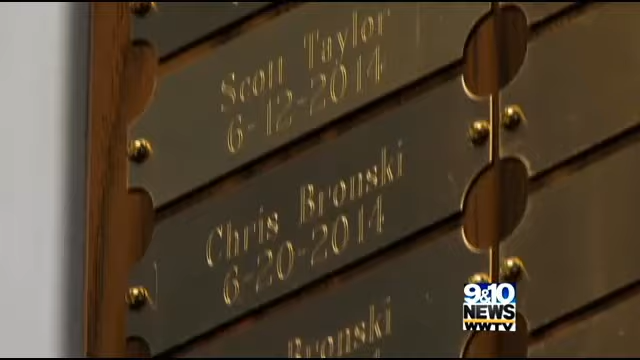 Scott Taylor
6-12-2014
Chris Bronski
6-20-2014
Bronski
9&10
NEWS
WWTV